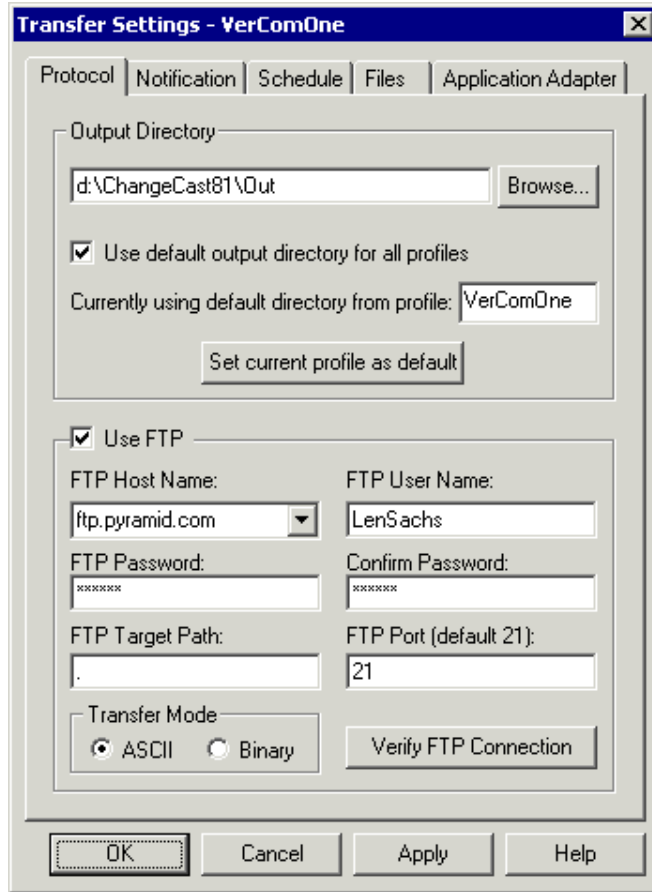 Transfer Settings - VerComOne
Protocol Notification Schedule Files Application Adapter
Output Directory
d:\ChangeCast81\Out Browse...
Use default output directory for all profiles
Currently using default directory from profile: VerComOne
Set current profile as default
Use FTP
FTP Host Name: FTP User Name:
ftp.pyramid.com LenSachs
FTP Password: Confirm Password:
****** ******
FTP Target Path: FTP Port (default 21):
. 21
Transfer Mode
ASCII Binary Verify FTP Connection
OK Cancel Apply Help